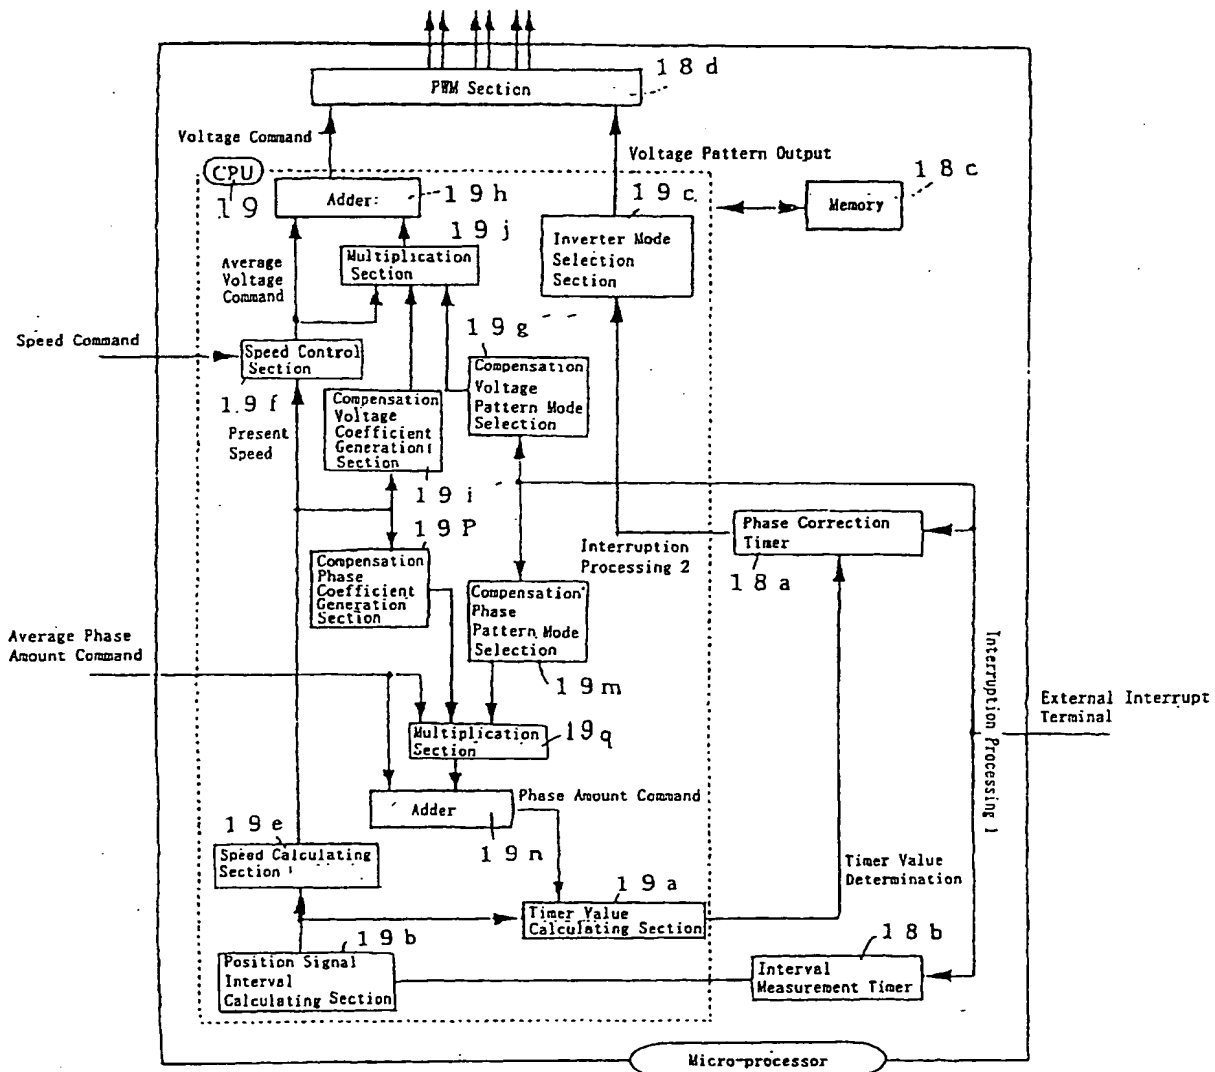 PWM Section
18d
Voltage Command
Voltage Pattern Output
CPU
19
Adder:
19h
19c
18c
Memory
19j
Average
Voltage
Command
Multiplication
Section
Inverter Mode
Selection
Section
Speed Command
Speed Control
Section
19g
Compensation
Voltage
Pattern Mode
Selection
1.9f
Present
Speed
Compensation
Voltage
Coefficient
Generation
Section
19i
19P
Interruption
Processing 2
Phase Correction
Timer
18a
Compensation
Phase
Coefficient
Generation
Section
Compensation
Phase
Pattern Mode
Selection
Average Phase
Amount Command
19m
Interruption Processing 1
External Interrupt
Terminal
Multiplication
Section
19q
Phase Amount Command
Adder
19n
19e
Speed Calculating
Section
Timer Value
Determination
19a
Timer Value
Calculating Section
19b
Position Signal
Interval
Calculating Section
18b
Interval
Measurement Timer
Micro-processor